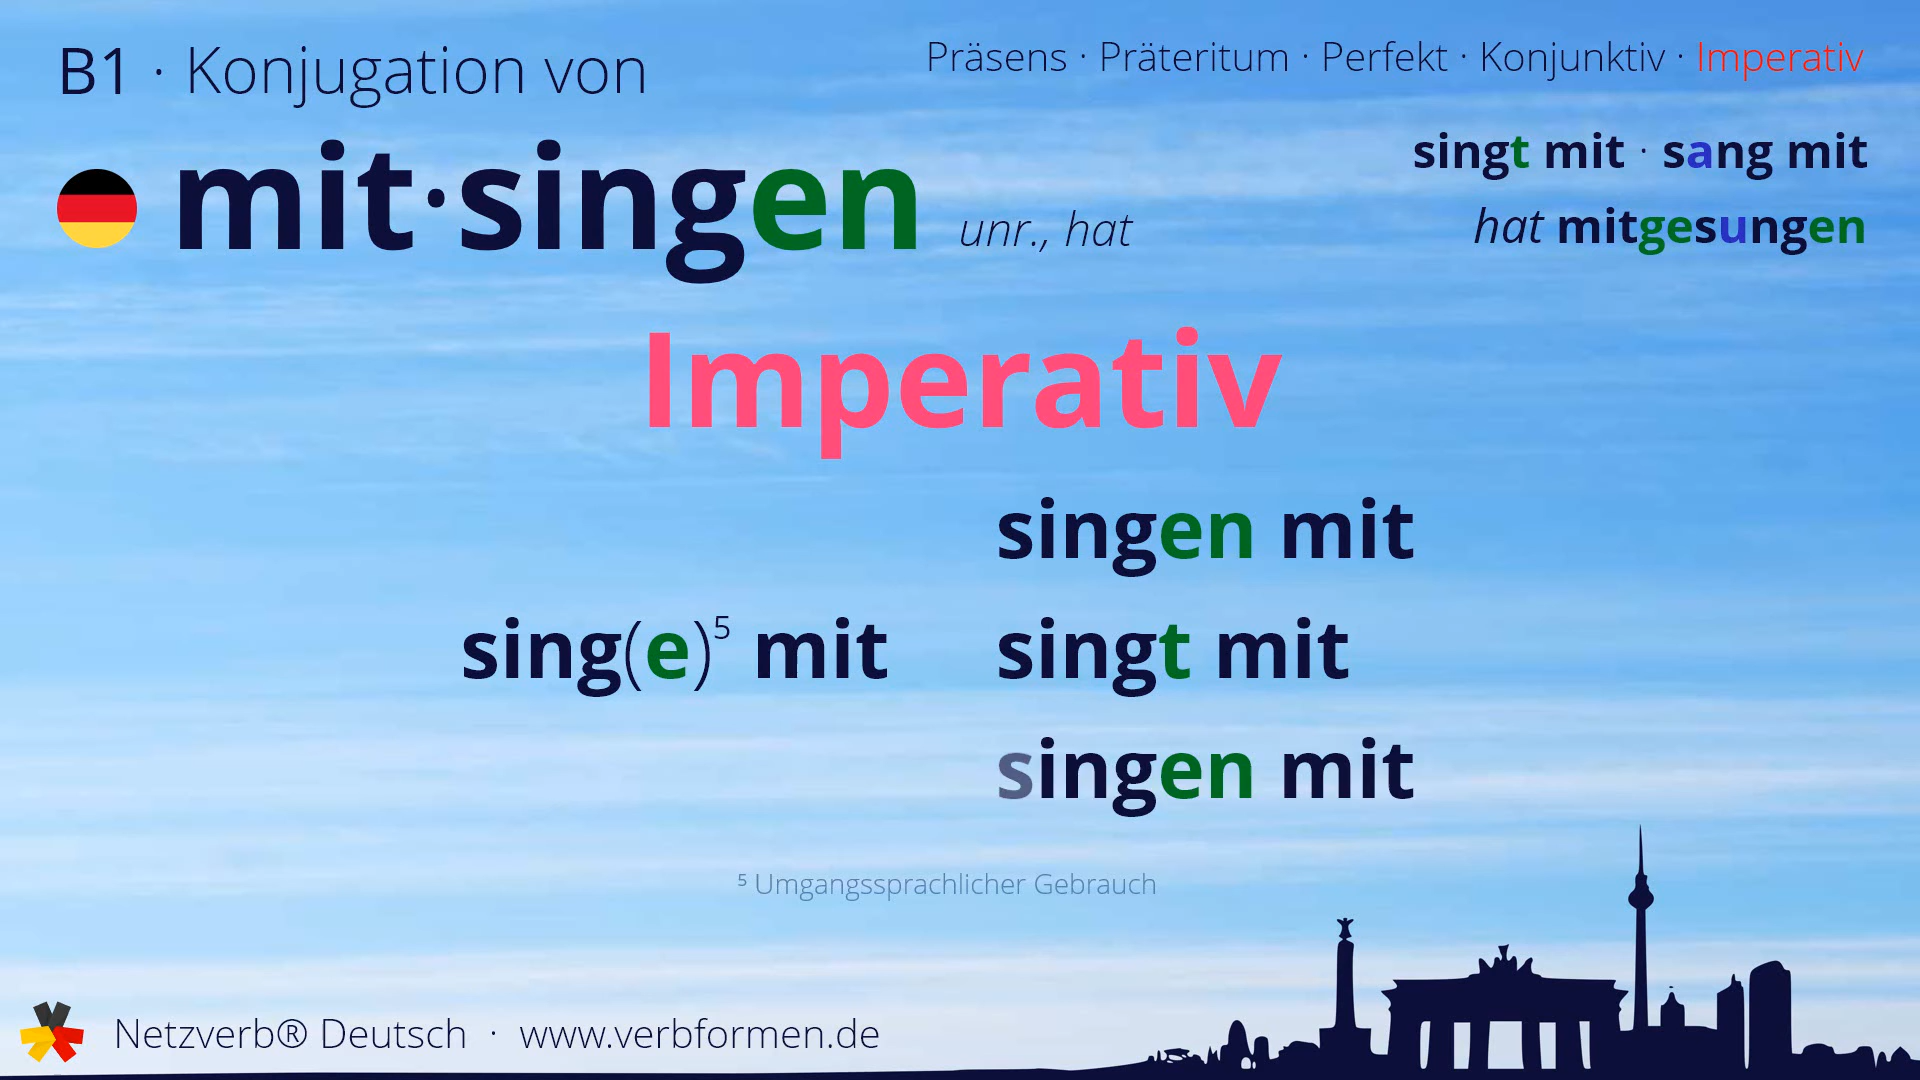 B1 · Konjugation von
Präsens · Präteritum · Perfekt · Konjunktiv · Imperativ
mit·singen unr., hat
singt mit · sang mit
hat mitgesungen
Imperativ
singen mit
sing(e)⁵ mit singt mit
singen mit
⁵ Umgangssprachlicher Gebrauch
Netzverb® Deutsch · www.verbformen.de